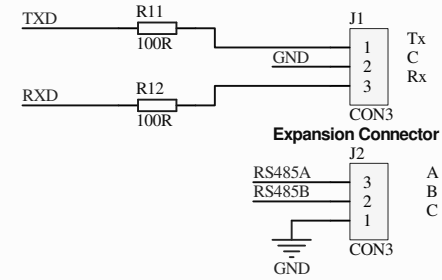 TXD
R11
100R
J1
1
Tx
GND
2
C
3
Rx
RXD
R12
100R
CON3
Expansion Connector
J2
RS485A
3
A
RS485B
2
B
1
C
CON3
GND